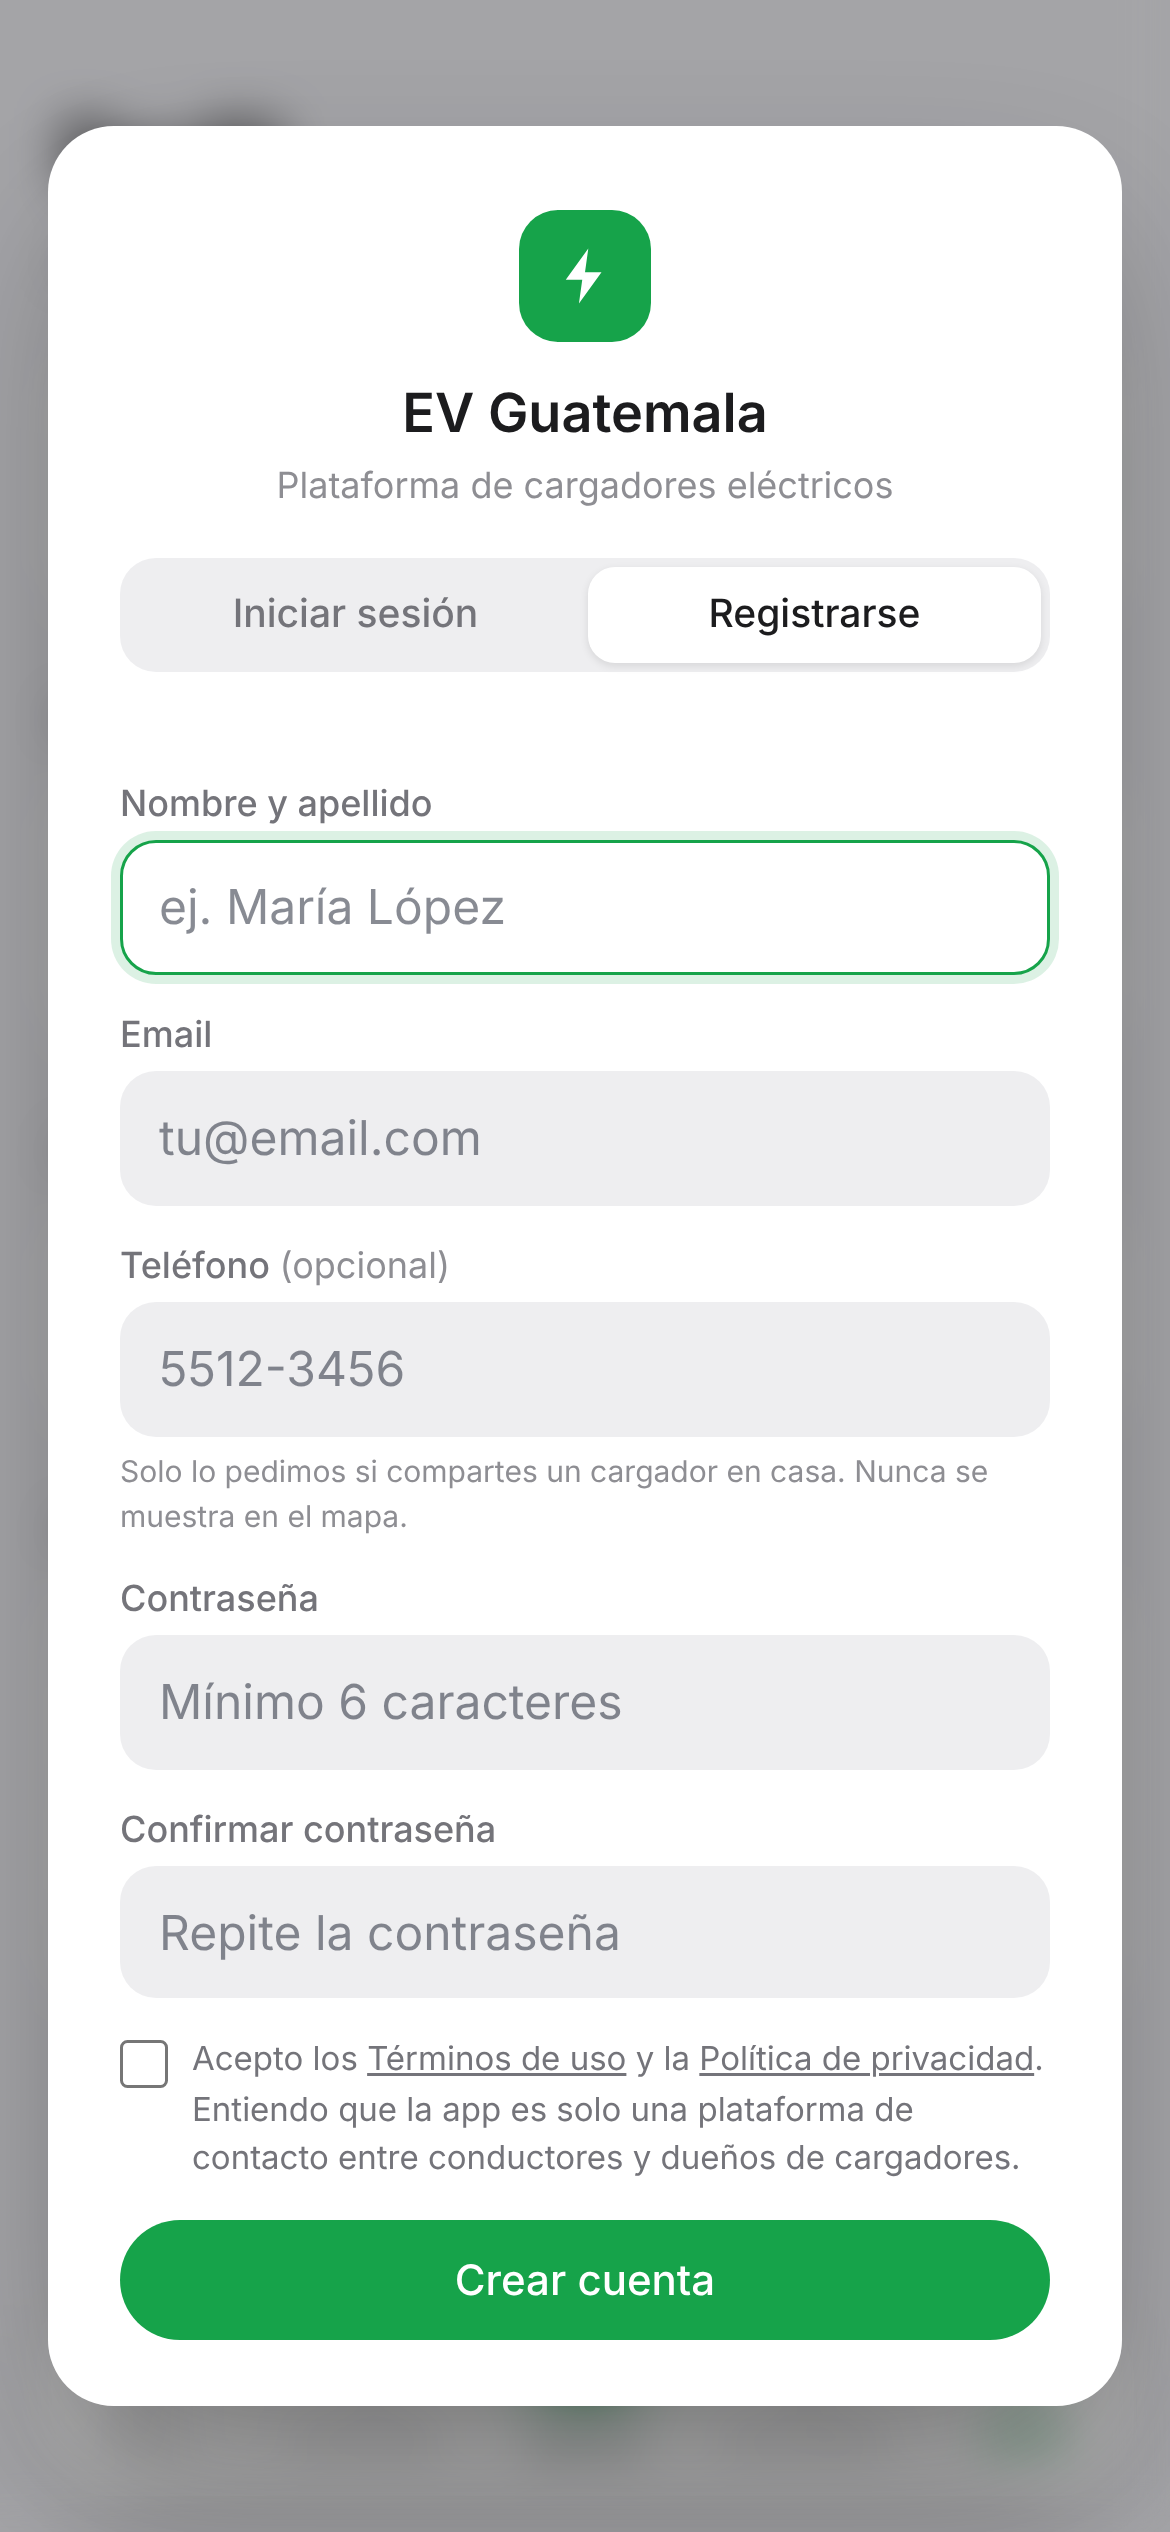 EV Guatemala
Plataforma de cargadores eléctricos
Iniciar sesión
Registrarse
Nombre y apellido
ej. María López
Email
tu@email.com
Teléfono (opcional)
5512-3456
Solo lo pedimos si compartes un cargador en casa. Nunca se
muestra en el mapa.
Contraseña
Mínimo 6 caracteres
Confirmar contraseña
Repite la contraseña
Acepto los Términos de uso y la Política de privacidad.
Entiendo que la app es solo una plataforma de
contacto entre conductores y dueños de cargadores.
Crear cuenta